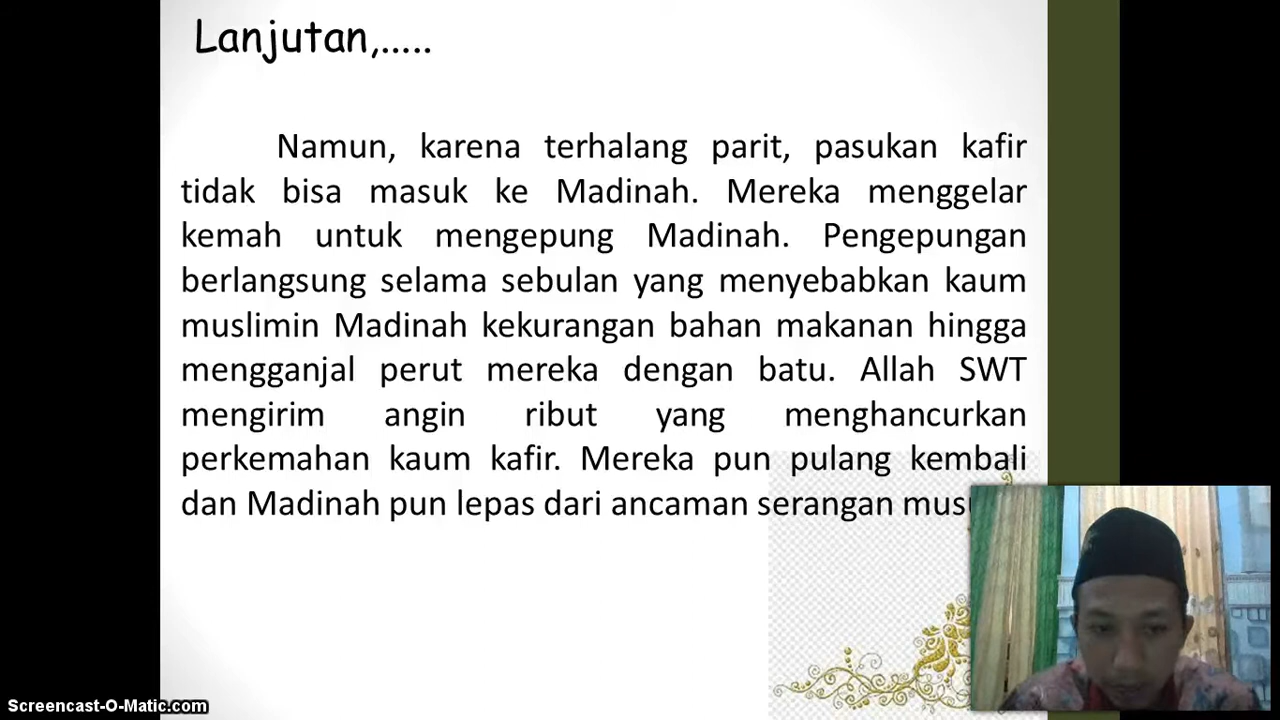 Lanjutan,.....
Namun, karena terhalang parit, pasukan kafir
tidak bisa masuk ke Madinah. Mereka menggelar
kemah untuk mengepung Madinah. Pengepungan
berlangsung selama sebulan yang menyebabkan kaum
muslimin Madinah kekurangan bahan makanan hingga
mengganjal perut mereka dengan batu. Allah SWT
mengirim angin ribut yang menghancurkan
perkemahan kaum kafir. Mereka pun pulang kembali
dan Madinah pun lepas dari ancaman serangan
Screencast-O-Matic.com